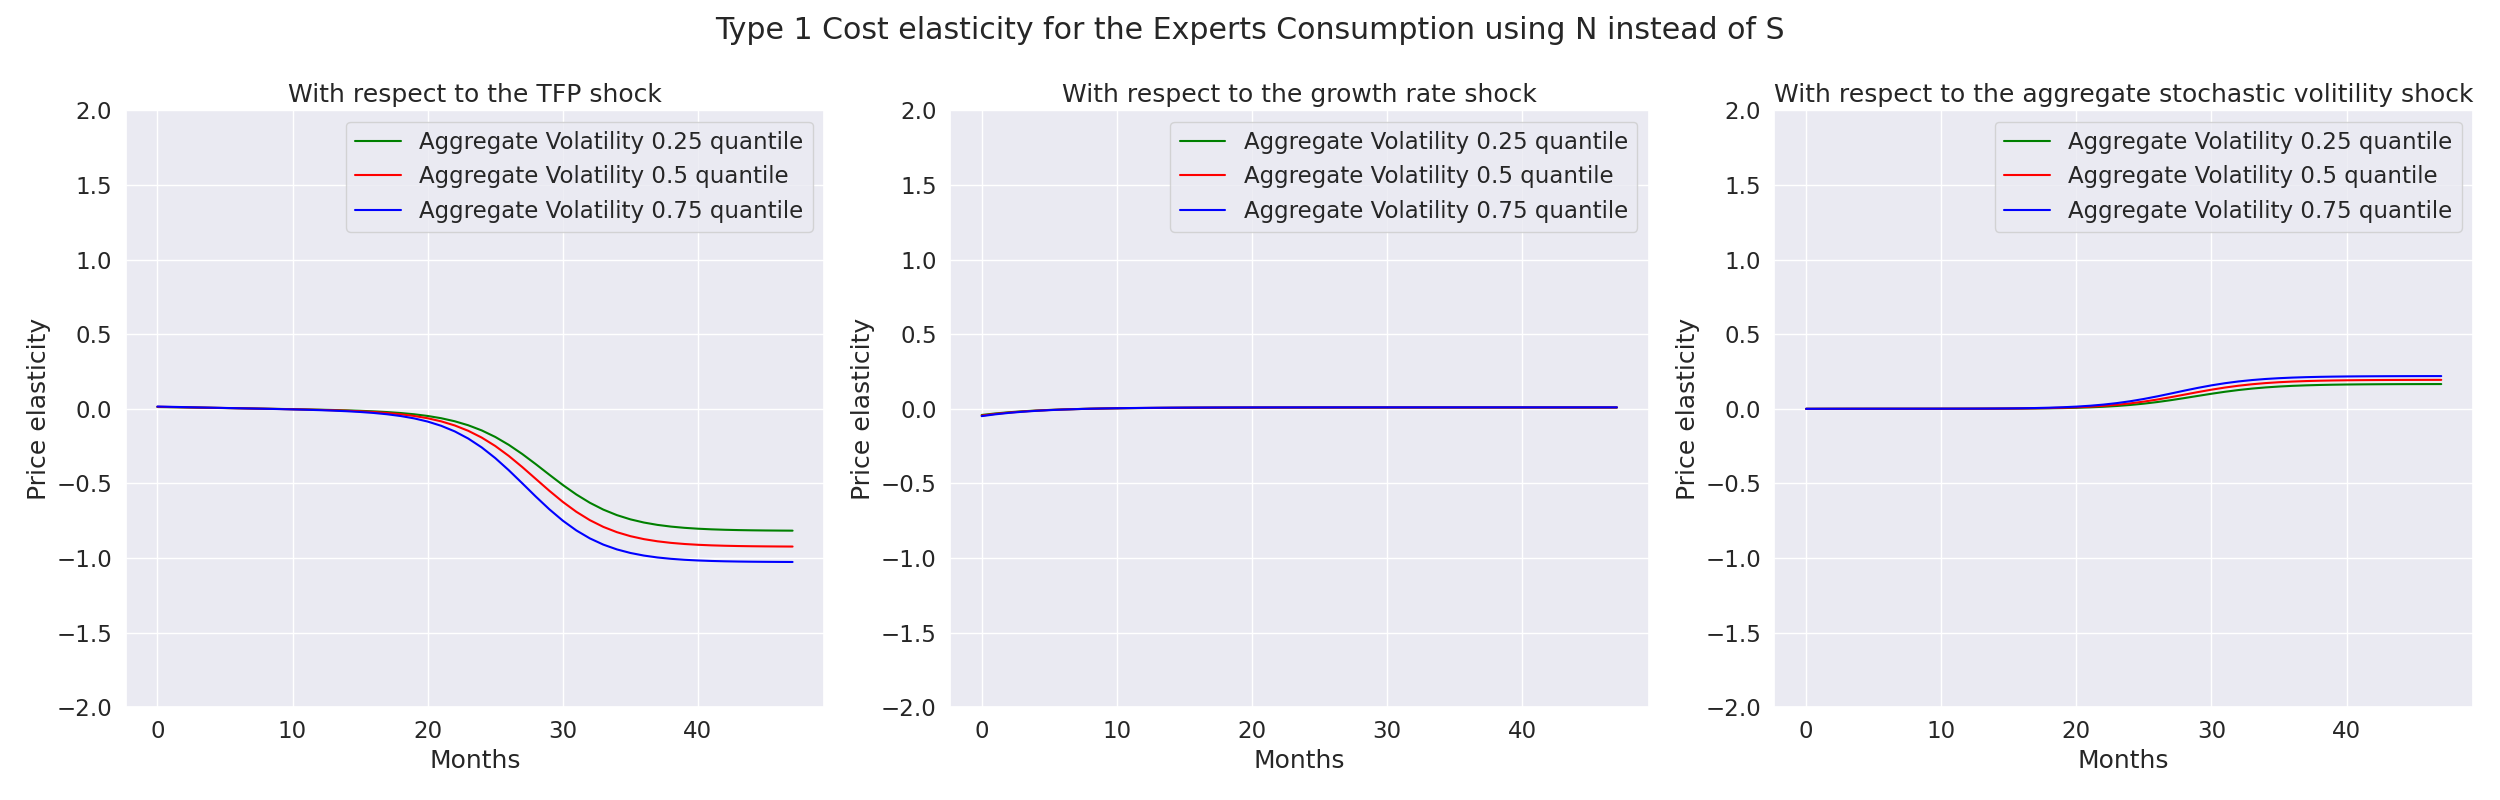 Type 1 Cost elasticity for the Experts Consumption using N instead of S
With respect to the TFP shock
2.0
1.5
1.0
0.5
0.0
−0.5
−1.0
−1.5
−2.0
Price elasticity
Aggregate Volatility 0.25 quantile
Aggregate Volatility 0.5 quantile
Aggregate Volatility 0.75 quantile
0 10 20 30 40
Months
With respect to the growth rate shock
2.0
1.5
1.0
0.5
0.0
−0.5
−1.0
−1.5
−2.0
Price elasticity
Aggregate Volatility 0.25 quantile
Aggregate Volatility 0.5 quantile
Aggregate Volatility 0.75 quantile
0 10 20 30 40
Months
With respect to the aggregate stochastic volitility shock
2.0
1.5
1.0
0.5
0.0
−0.5
−1.0
−1.5
−2.0
Price elasticity
Aggregate Volatility 0.25 quantile
Aggregate Volatility 0.5 quantile
Aggregate Volatility 0.75 quantile
0 10 20 30 40
Months